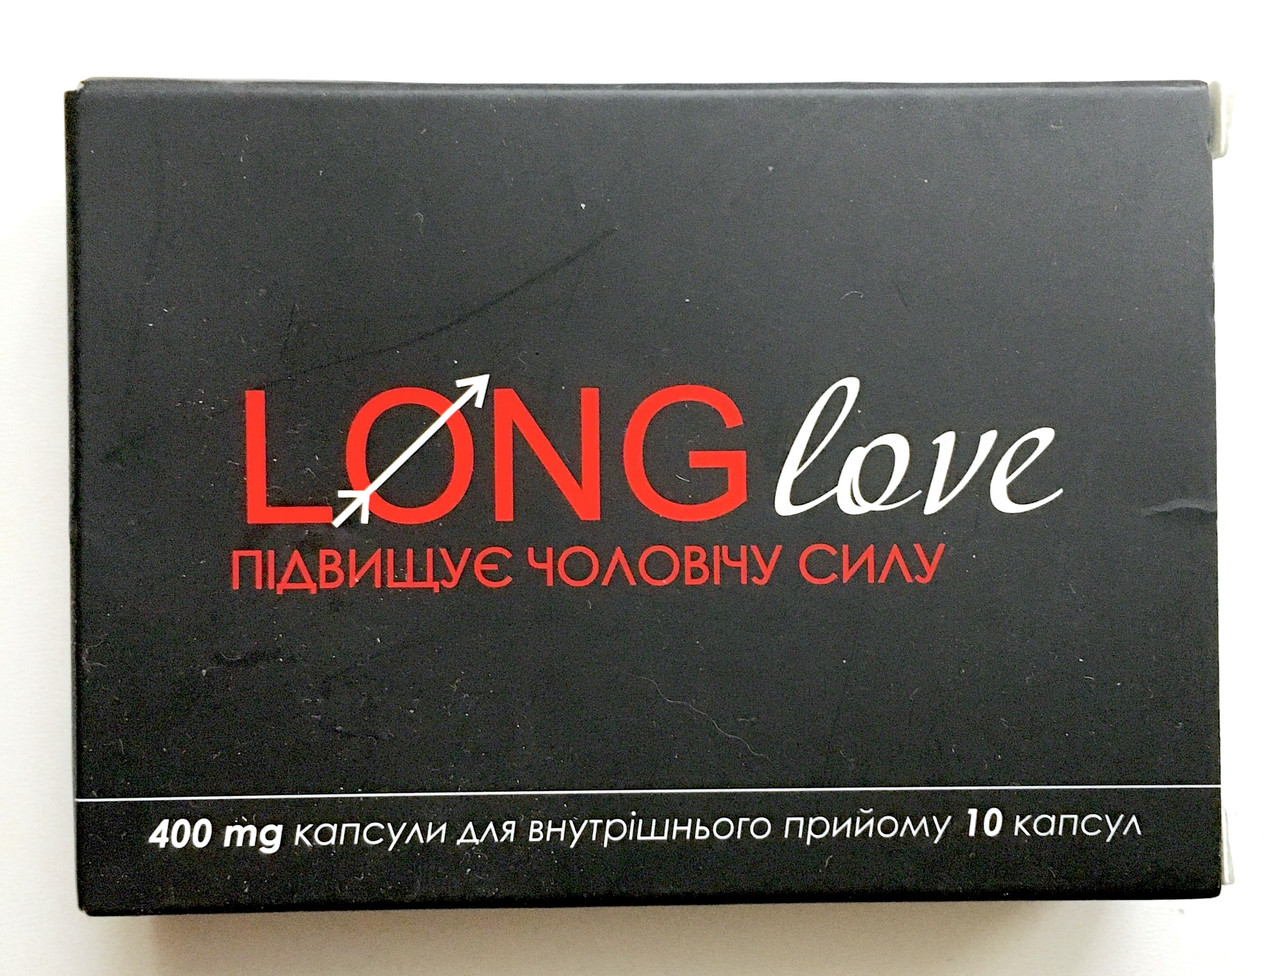 LONG love
ПІДВИЩУЄ ЧОЛОВІЧУ СИЛУ
400 mg капсули для внутрішнього прийому 10 капсул